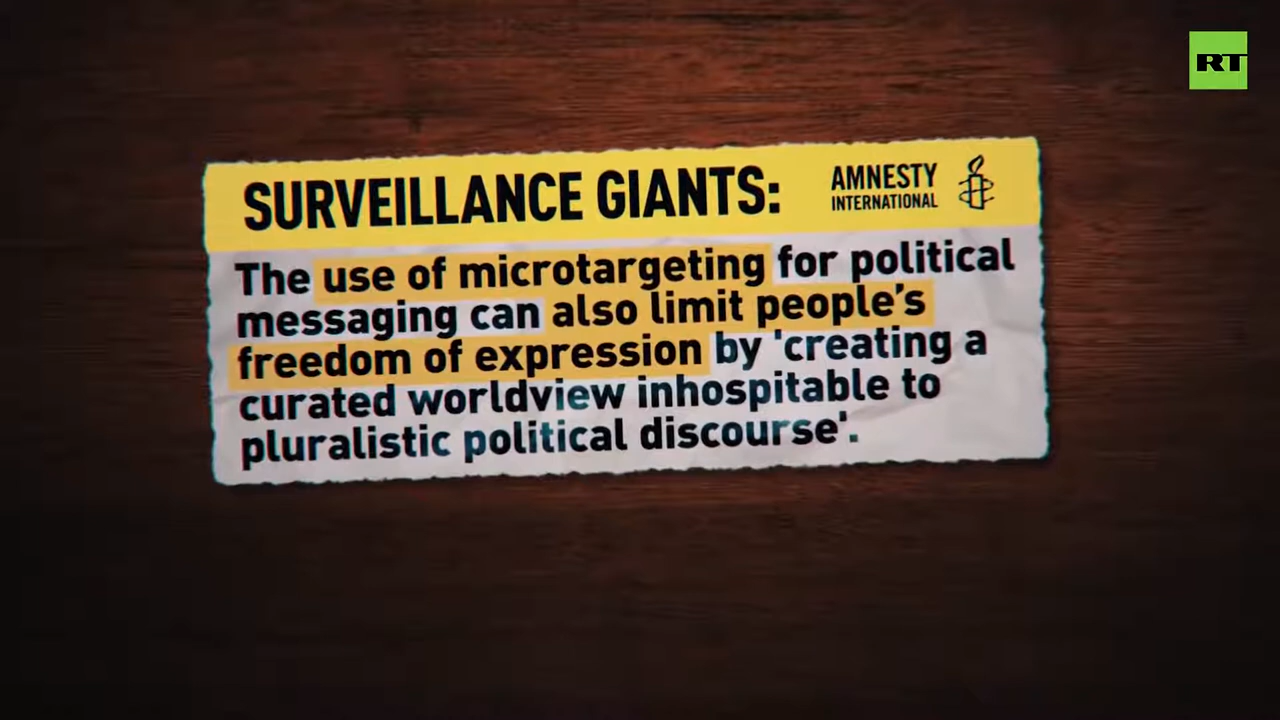 RT
SURVEILLANCE GIANTS:
AMNESTY
INTERNATIONAL
The use of microtargeting for political
messaging can also limit people's
freedom of expression by 'creating a
curated worldview inhospitable to
pluralistic political discourse'.